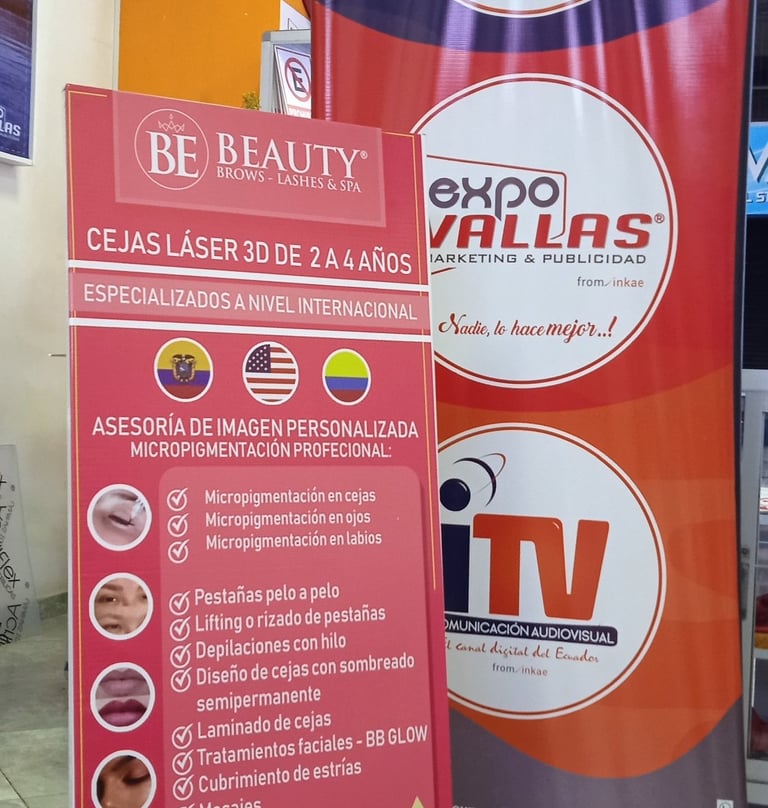 LAS
E
BE BEAUTY®
BROWS - LASHES & SPA
CEJAS LÁSER 3D DE 2 A 4 AÑOS
ESPECIALIZADOS A NIVEL INTERNACIONAL
ASESORÍA DE IMAGEN PERSONALIZADA
MICROPIGMENTACIÓN PROFECIONAL:
Micropigmentación en cejas
Micropigmentación en ojos
Micropigmentación en labios
Pestañas pelo a pelo
Lifting o rizado de pestañas
Depilaciones con hilo
Diseño de cejas con sombreado
semipermanente
Laminado de cejas
Tratamientos faciales - BB GLOW
Cubrimiento de estrías
Masajes
expo
VALLAS®
MARKETING & PUBLICIDAD
from inkae
Nadie, lo hace mejor..!
iTV
COMUNICACIÓN AUDIOVISUAL
El canal digital del Ecuador
from inkae